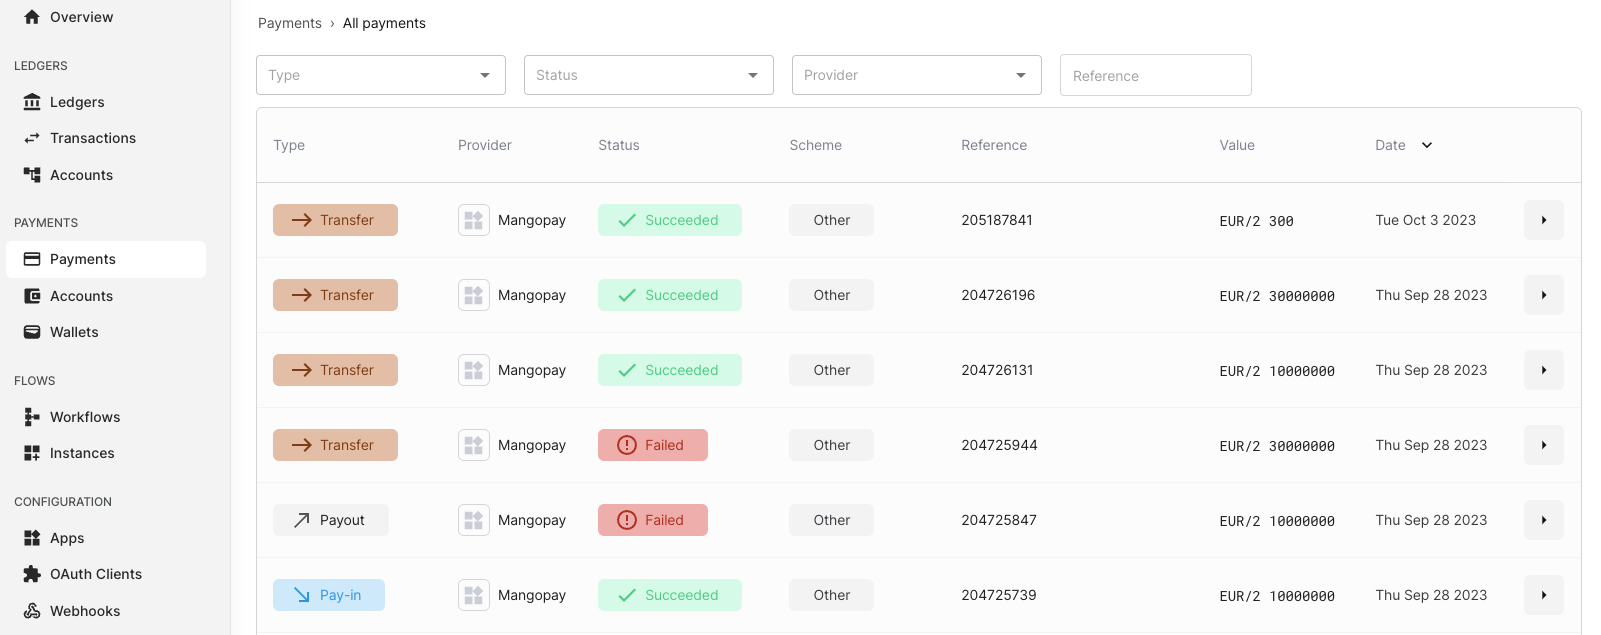 Overview
LEDGERS
Ledgers
Transactions
Accounts
PAYMENTS
Payments
Accounts
Wallets
FLOWS
Workflows
Instances
CONFIGURATION
Apps
OAuth Clients
Webhooks
Payments › All payments
Type Status Provider Reference
Type Provider Status Scheme Reference Value Date
Transfer Mangopay Succeeded Other 205187841 EUR/2 300 Tue Oct 3 2023
Transfer Mangopay Succeeded Other 204726196 EUR/2 30000000 Thu Sep 28 2023
Transfer Mangopay Succeeded Other 204726131 EUR/2 10000000 Thu Sep 28 2023
Transfer Mangopay Failed Other 204725944 EUR/2 30000000 Thu Sep 28 2023
Payout Mangopay Failed Other 204725847 EUR/2 10000000 Thu Sep 28 2023
Pay-in Mangopay Succeeded Other 204725739 EUR/2 10000000 Thu Sep 28 2023